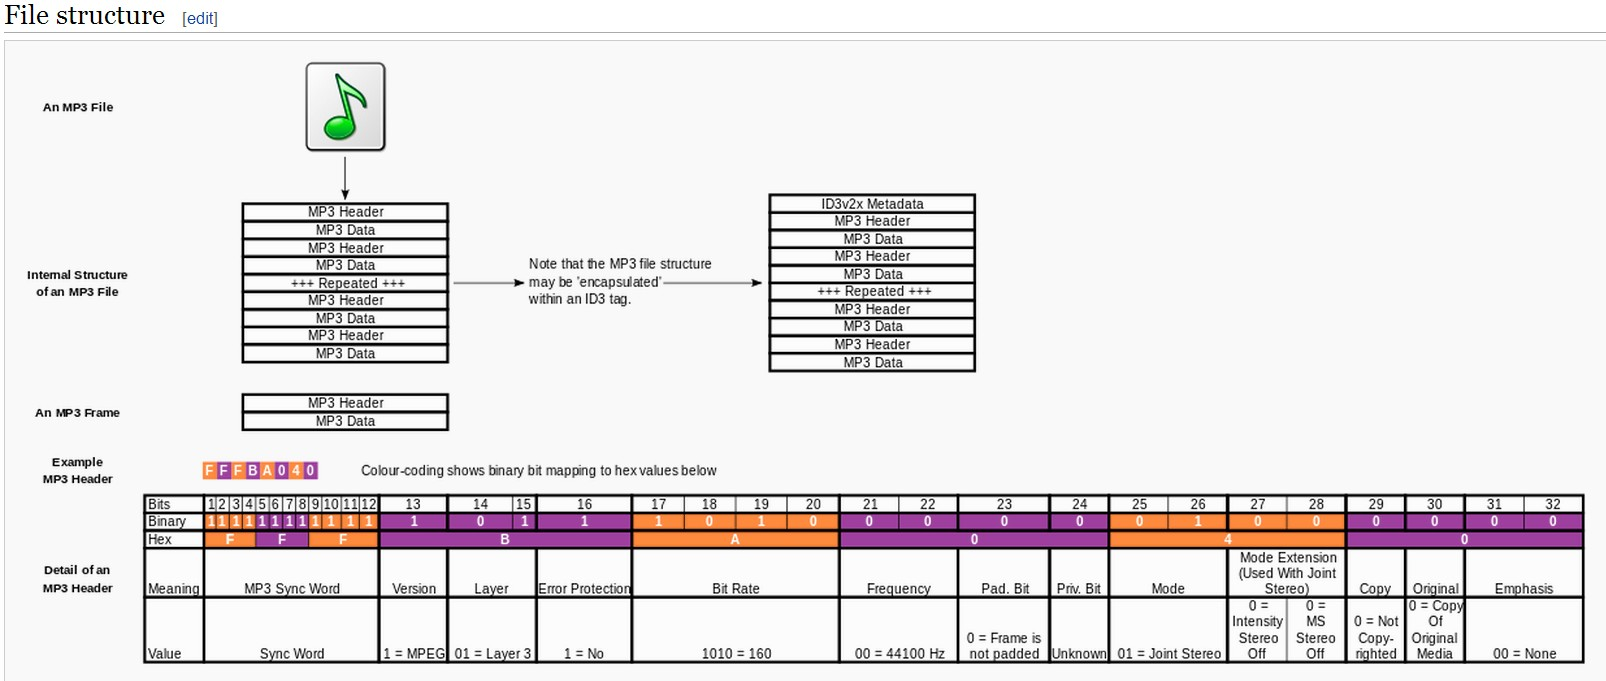 File structure [edit]
An MP3 File
Internal Structure
of an MP3 File
MP3 Header
MP3 Data
MP3 Header
MP3 Data
+++ Repeated +++
MP3 Header
MP3 Data
MP3 Header
MP3 Data
Note that the MP3 file structure
may be 'encapsulated'
within an ID3 tag.
ID3v2x Metadata
MP3 Header
MP3 Data
MP3 Header
MP3 Data
+++ Repeated +++
MP3 Header
MP3 Data
MP3 Header
MP3 Data
An MP3 Frame
MP3 Header
MP3 Data
Example
MP3 Header
F F F B A 0 4 0
Colour-coding shows binary bit mapping to hex values below
Detail of an
MP3 Header
Bits 1 2 3 4 5 6 7 8 9 10 11 12 13 14 15 16 17 18 19 20 21 22 23 24 25 26 27 28 29 30 31 32
Binary 1 1 1 1 1 1 1 1 1 1 1 1 1 0 1 1 1 0 1 0 0 0 0 0 0 1 0 0 0 0 0 0
Hex F F F B A 0 4 0
Meaning
MP3 Sync Word
Version
Layer
Error Protection
Bit Rate
Frequency
Pad. Bit
Priv. Bit
Mode
Mode Extension
(Used With Joint
Stereo)
Copy
Original
Emphasis
Value
Sync Word
1 = MPEG
01 = Layer 3
1 = No
1010 = 160
00 = 44100 Hz
0 = Frame is
not padded
Unknown
01 = Joint Stereo
0 =
Intensity
Stereo
Off
0 =
MS
Stereo
Off
0 = Not
Copy-
righted
0 = Copy
Of
Original
Media
00 = None